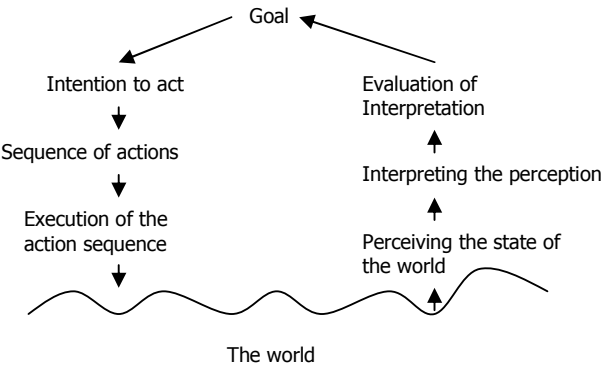 Goal
Intention to act
Sequence of actions
Execution of the
action sequence
Evaluation of
Interpretation
Interpreting the perception
Perceiving the state of
the world
The world